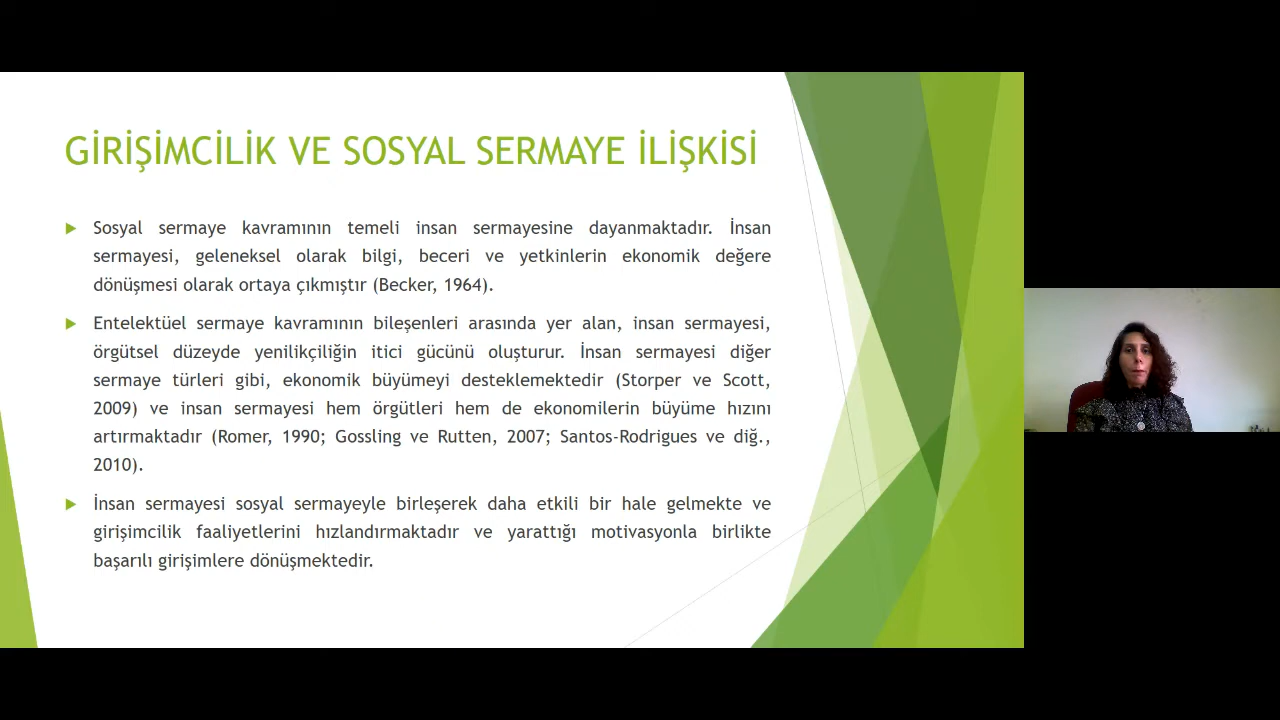 GİRİŞİMCİLİK VE SOSYAL SERMAYE İLİŞKİSİ
Sosyal sermaye kavramının temeli insan sermayesine dayanmaktadır. İnsan
sermayesi, geleneksel olarak bilgi, beceri ve yetkinlerin ekonomik değere
dönüşmesi olarak ortaya çıkmıştır (Becker, 1964).
Entelektüel sermaye kavramının bileşenleri arasında yer alan, insan sermayesi,
örgütsel düzeyde yenilikçiliğin itici gücünü oluşturur. İnsan sermayesi diğer
sermaye türleri gibi, ekonomik büyümeyi desteklemektedir (Storper ve Scott,
2009) ve insan sermayesi hem örgütleri hem de ekonomilerin büyüme hızını
artırmaktadır (Romer, 1990; Gossling ve Rutten, 2007; Santos-Rodrigues ve diğ.,
2010).
İnsan sermayesi sosyal sermayeyle birleşerek daha etkili bir hale gelmekte ve
girişimcilik faaliyetlerini hızlandırmaktadır ve yarattığı motivasyonla birlikte
başarılı girişimlere dönüşmektedir.